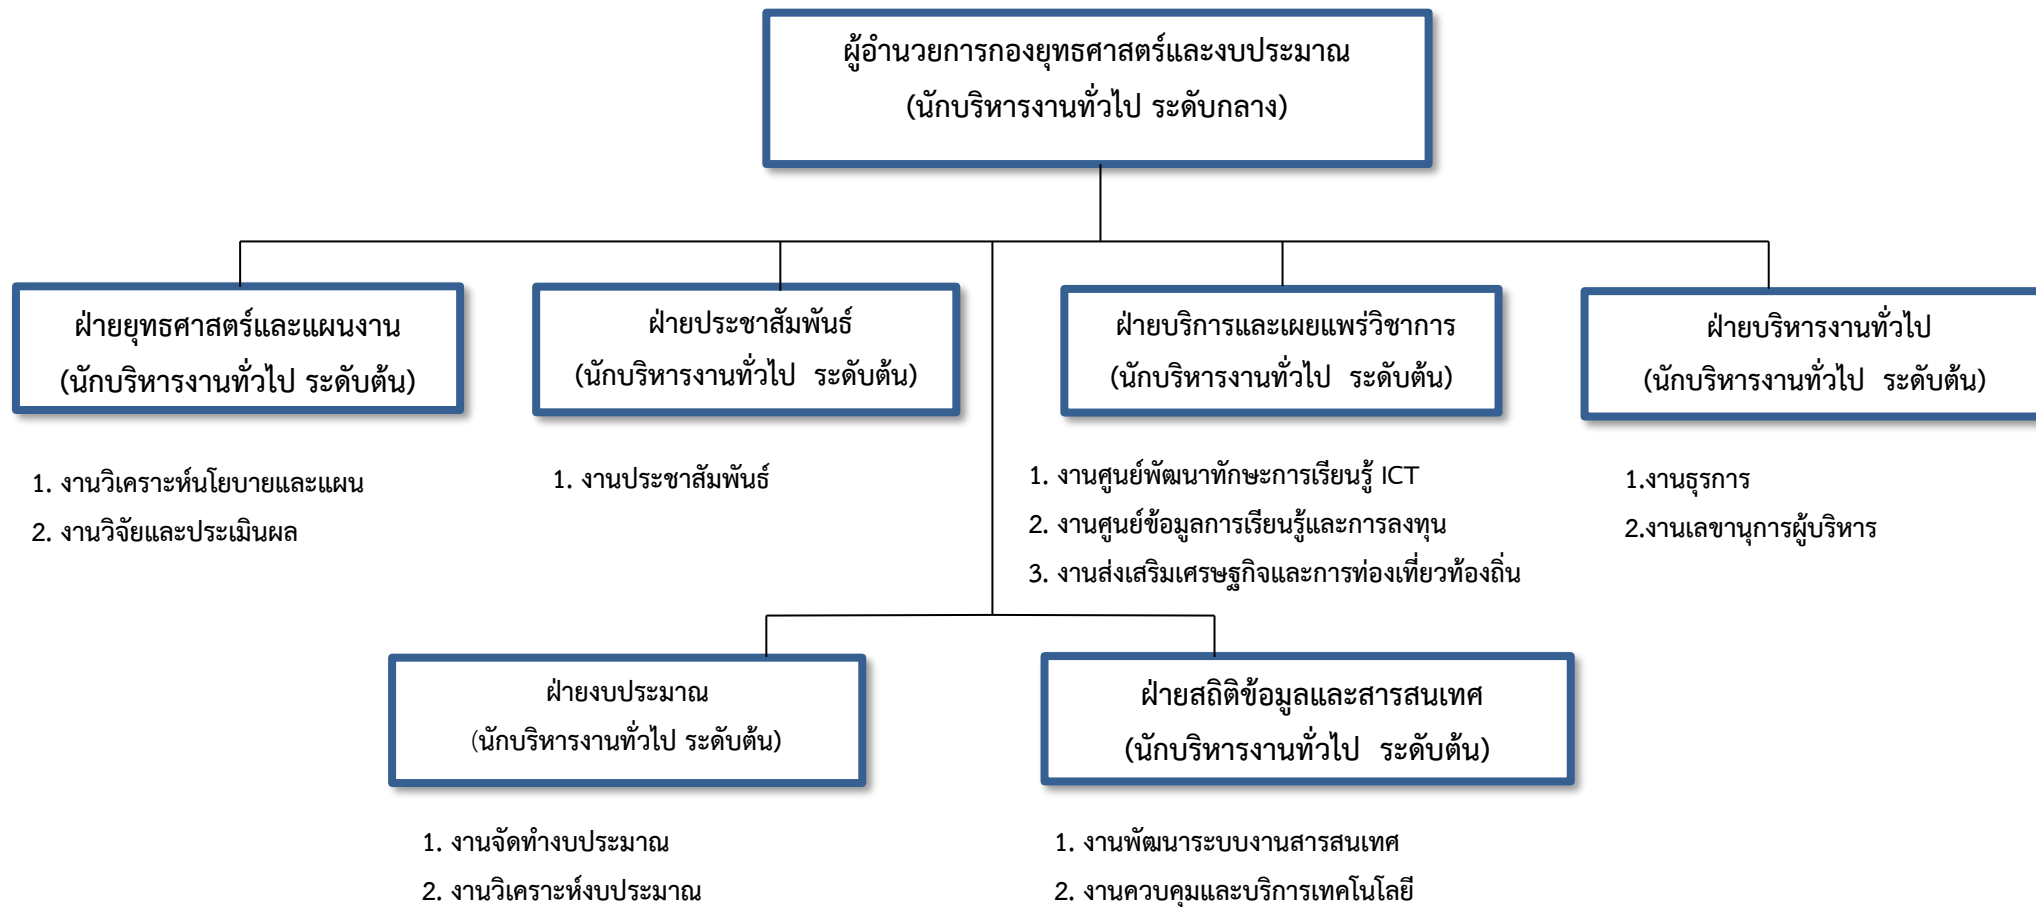 ผู้อำนวยการกองยุทธศาสตร์และงบประมาณ
(นักบริหารงานทั่วไป ระดับกลาง)
ฝ่ายยุทธศาสตร์และแผนงาน
(นักบริหารงานทั่วไป ระดับต้น)
1. งานวิเคราะห์นโยบายและแผน
2. งานวิจัยและประเมินผล
ฝ่ายประชาสัมพันธ์
(นักบริหารงานทั่วไป ระดับต้น)
1. งานประชาสัมพันธ์
ฝ่ายบริการและเผยแพร่วิชาการ
(นักบริหารงานทั่วไป ระดับต้น)
1. งานศูนย์พัฒนาทักษะการเรียนรู้ ICT
2. งานศูนย์ข้อมูลการเรียนรู้และการลงทุน
3. งานส่งเสริมเศรษฐกิจและการท่องเที่ยวท้องถิ่น
ฝ่ายบริหารงานทั่วไป
(นักบริหารงานทั่วไป ระดับต้น)
1.งานธุรการ
2.งานเลขานุการผู้บริหาร
ฝ่ายงบประมาณ
(นักบริหารงานทั่วไป ระดับต้น)
1. งานจัดทำงบประมาณ
2. งานวิเคราะห์งบประมาณ
ฝ่ายสถิติข้อมูลและสารสนเทศ
(นักบริหารงานทั่วไป ระดับต้น)
1. งานพัฒนาระบบงานสารสนเทศ
2. งานควบคุมและบริการเทคโนโลยี